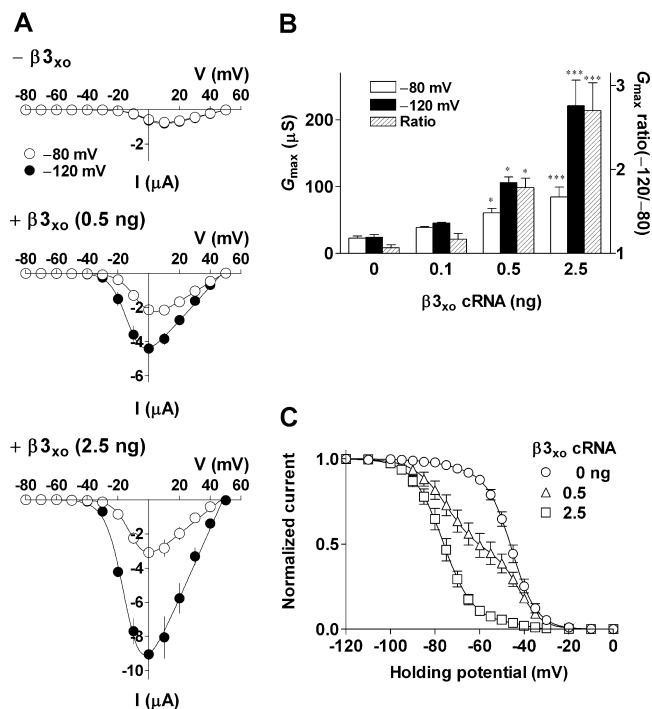 A
− β3xo
V (mV)
-80 -60 -40 -20 20 40 60
-2
I (μA)
−80 mV
−120 mV
+ β3xo (0.5 ng)
V (mV)
-80 -60 -40 -20 20 40 60
-2
-4
-6
I (μA)
+ β3xo (2.5 ng)
V (mV)
-80 -60 -40 -20 20 40 60
-2
-4
-6
-8
-10
I (μA)
B
Gmax (μS)
200
100
0
−80 mV
−120 mV
Ratio
* * *
*** *** ***
3
2
1
Gmax ratio(−120/−80)
0 0.1 0.5 2.5
β3xo cRNA (ng)
C
Normalized current
1.0
0.5
0.0
β3xo cRNA
0 ng
0.5
2.5
-120 -100 -80 -60 -40 -20 0
Holding potential (mV)